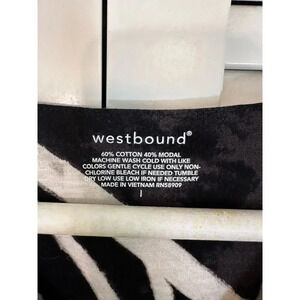 westbound®
60% COTTON 40% MODAL
MACHINE WASH COLD WITH LIKE
COLORS GENTLE CYCLE USE ONLY NON-
CHLORINE BLEACH IF NEEDED TUMBLE
DRY LOW USE LOW IRON IF NECESSARY
MADE IN VIETNAM RN58909